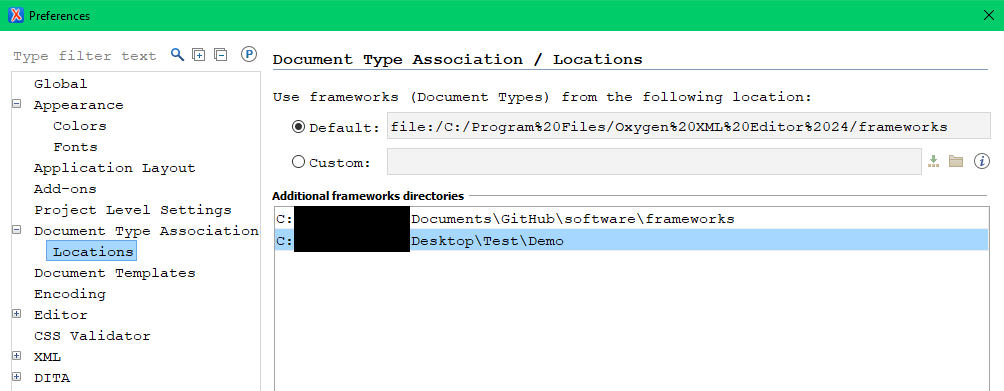 Preferences
Type filter text
P
Global
Appearance
Colors
Fonts
Application Layout
Add-ons
Project Level Settings
Document Type Association
Locations
Document Templates
Encoding
Editor
CSS Validator
XML
DITA
Document Type Association / Locations
Use frameworks (Document Types) from the following location:
Default: file:/C:/Program%20Files/Oxygen%20XML%20Editor%2024/frameworks
Custom:
Additional frameworks directories
C: Documents\GitHub\software\frameworks
C: Desktop\Test\Demo